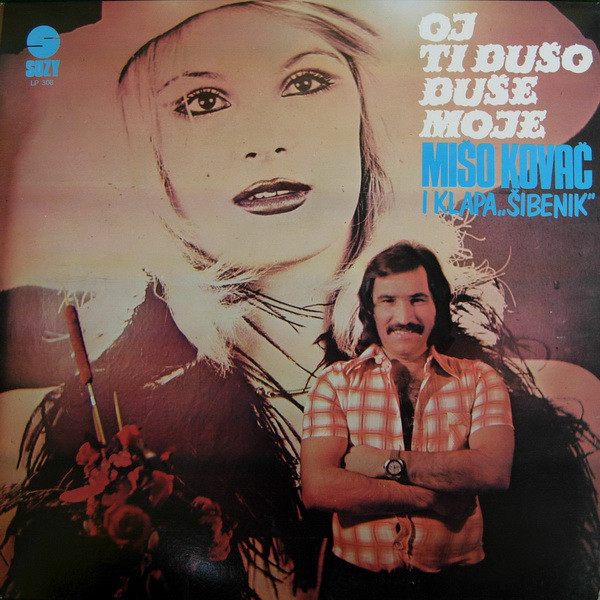 SUZY
LP 308
OJ
TI DUŠO
DUŠE
MOJE
MIŠO KOVAČ
I KLAPA „ŠIBENIK"